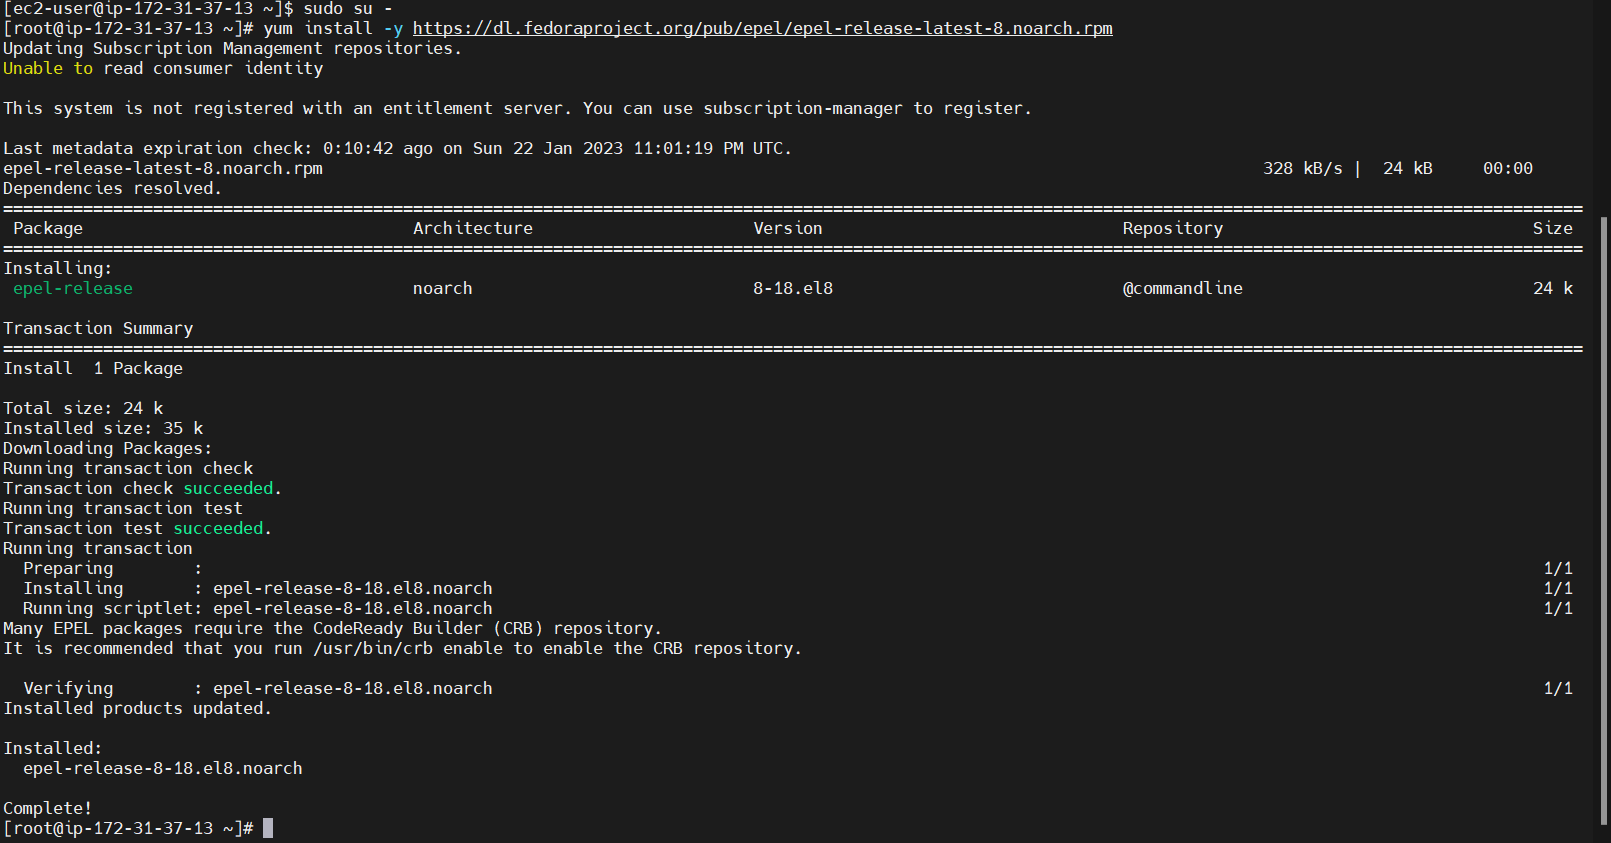 [ec2-user@ip-172-31-37-13 ~]$ sudo su -
[root@ip-172-31-37-13 ~]# yum install -y https://dl.fedoraproject.org/pub/epel/epel-release-latest-8.noarch.rpm
Updating Subscription Management repositories.
Unable to read consumer identity
This system is not registered with an entitlement server. You can use subscription-manager to register.
Last metadata expiration check: 0:10:42 ago on Sun 22 Jan 2023 11:01:19 PM UTC.
epel-release-latest-8.noarch.rpm 328 kB/s | 24 kB 00:00
Dependencies resolved.
Package Architecture Version Repository Size
Installing:
epel-release noarch 8-18.el8 @commandline 24 k
Transaction Summary
Install 1 Package
Total size: 24 k
Installed size: 35 k
Downloading Packages:
Running transaction check
Transaction check succeeded.
Running transaction test
Transaction test succeeded.
Running transaction
Preparing : 1/1
Installing : epel-release-8-18.el8.noarch 1/1
Running scriptlet: epel-release-8-18.el8.noarch 1/1
Many EPEL packages require the CodeReady Builder (CRB) repository.
It is recommended that you run /usr/bin/crb enable to enable the CRB repository.
Verifying : epel-release-8-18.el8.noarch 1/1
Installed products updated.
Installed:
epel-release-8-18.el8.noarch
Complete!
[root@ip-172-31-37-13 ~]#